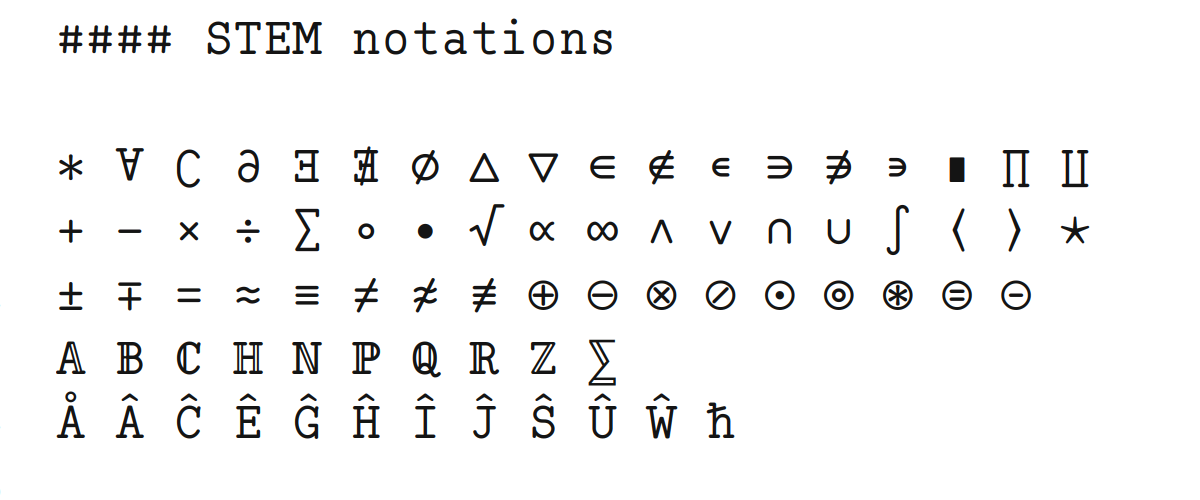 #### STEM notations
∗ ∀ ∁ ∂ ∃ ∄ ∅ ∆ ∇ ∈ ∉ ∊ ∋ ∌ ∍ ∎ ∏ ∐
+ − × ÷ ∑ ∘ ∙ √ ∝ ∞ ∧ ∨ ∩ ∪ ∫ ⟨ ⟩ ⋆
± ∓ = ≈ ≡ ≠ ≉ ≢ ⊕ ⊖ ⊗ ⊘ ⊙ ⊚ ⊛ ⊜ ⊝
𝔸 𝔹 ℂ ℍ ℕ ℙ ℚ ℝ ℤ ⅀
Å Â Ĉ Ê Ĝ Ĥ Î Ĵ Ŝ Û Ŵ ħ